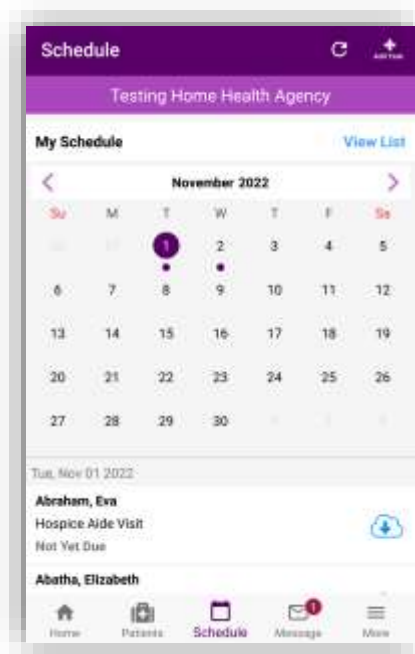 Schedule
Add Task
Testing Home Health Agency
My Schedule View List
November 2022
Su M T W T F Sa
1 2 3 4 5
6 7 8 9 10 11 12
13 14 15 16 17 18 19
20 21 22 23 24 25 26
27 28 29 30
Tue, Nov 01 2022
Abraham, Eva
Hospice Aide Visit
Not Yet Due
Abatha, Elizabeth
1
Home Patients Schedule Message More